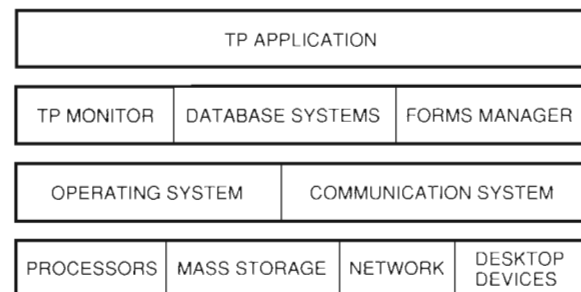 TP APPLICATION
TP MONITOR DATABASE SYSTEMS FORMS MANAGER
OPERATING SYSTEM COMMUNICATION SYSTEM
PROCESSORS MASS STORAGE NETWORK DESKTOP DEVICES